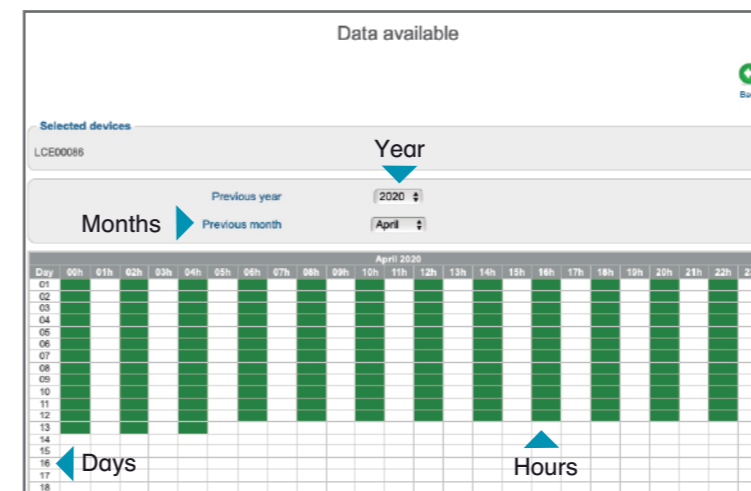 Data available
Ba
Selected devices
LCE00086
Year
Previous year 2020
Months Previous month April
April 2020
Day 00h 01h 02h 03h 04h 05h 06h 07h 08h 09h 10h 11h 12h 13h 14h 15h 16h 17h 18h 19h 20h 21h 22h 23
01
02
03
04
05
06
07
08
09
10
11
12
13
14
15
16 Days Hours
17
18